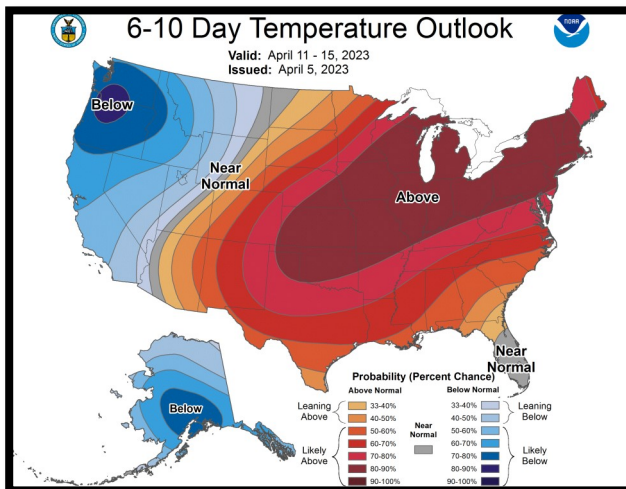 6-10 Day Temperature Outlook
NOAA
Valid: April 11 - 15, 2023
Issued: April 5, 2023
Below
Near
Normal
Above
Near
Normal
Below
Probability (Percent Chance)
Above Normal
Below Normal
Leaning
Above
33-40%
40-50%
Likely
Above
50-60%
60-70%
70-80%
80-90%
90-100%
Near
Normal
33-40%
40-50%
Leaning
Below
50-60%
60-70%
70-80%
80-90%
90-100%
Likely
Below